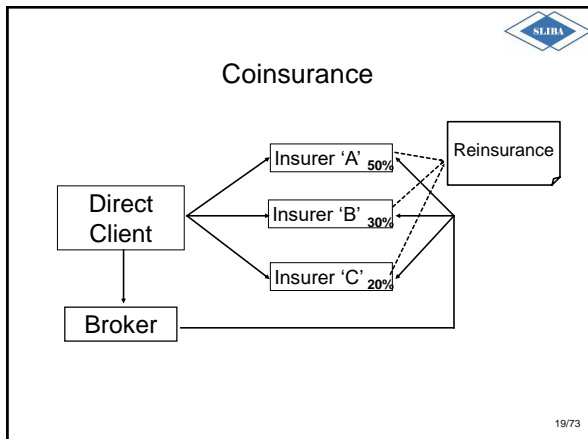 SLIBA
Coinsurance
Insurer ‘A’ 50%
Reinsurance
Direct
Client
Insurer ‘B’ 30%
Insurer ‘C’ 20%
Broker
19/73